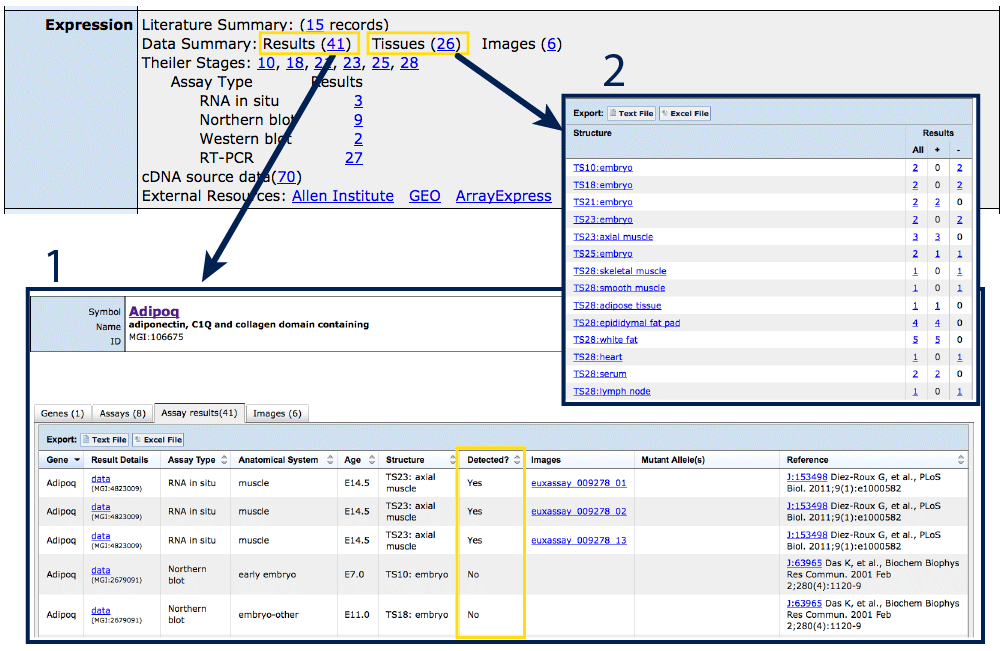 Expression
Literature Summary: (15 records)
Data Summary: Results (41) Tissues (26) Images (6)
Theiler Stages: 10, 18, 21, 23, 25, 28
Assay Type Results
RNA in situ 3
Northern blot 9
Western blot 2
RT-PCR 27
cDNA source data(70)
External Resources: Allen Institute GEO ArrayExpress
2
Export: Text File Excel File
Structure Results
All + -
TS10:embryo 2 0 2
TS18:embryo 2 0 2
TS21:embryo 2 2 0
TS23:embryo 2 0 2
TS23:axial muscle 3 3 0
TS25:embryo 2 1 1
TS28:skeletal muscle 1 0 1
TS28:smooth muscle 1 0 1
TS28:adipose tissue 1 1 0
TS28:epididymal fat pad 4 4 0
TS28:white fat 5 5 0
TS28:heart 1 0 1
TS28:serum 2 2 0
TS28:lymph node 1 0 1
1
Symbol Adipoq
Name adiponectin, C1Q and collagen domain containing
ID MGI:106675
Genes (1) Assays (8) Assay results(41) Images (6)
Export: Text File Excel File
Gene Result Details Assay Type Anatomical System Age Structure Detected? Images Mutant Allele(s) Reference
Adipoq data (MGI:4823009) RNA in situ muscle E14.5 TS23: axial muscle Yes euxassay_009278_01 J:153498 Diez-Roux G, et al., PLoS Biol. 2011;9(1):e1000582
Adipoq data (MGI:4823009) RNA in situ muscle E14.5 TS23: axial muscle Yes euxassay_009278_02 J:153498 Diez-Roux G, et al., PLoS Biol. 2011;9(1):e1000582
Adipoq data (MGI:4823009) RNA in situ muscle E14.5 TS23: axial muscle Yes euxassay_009278_13 J:153498 Diez-Roux G, et al., PLoS Biol. 2011;9(1):e1000582
Adipoq data (MGI:2679091) Northern blot early embryo E7.0 TS10: embryo No J:63965 Das K, et al., Biochem Biophys Res Commun. 2001 Feb 2;280(4):1120-9
Adipoq data (MGI:2679091) Northern blot embryo-other E11.0 TS18: embryo No J:63965 Das K, et al., Biochem Biophys Res Commun. 2001 Feb 2;280(4):1120-9